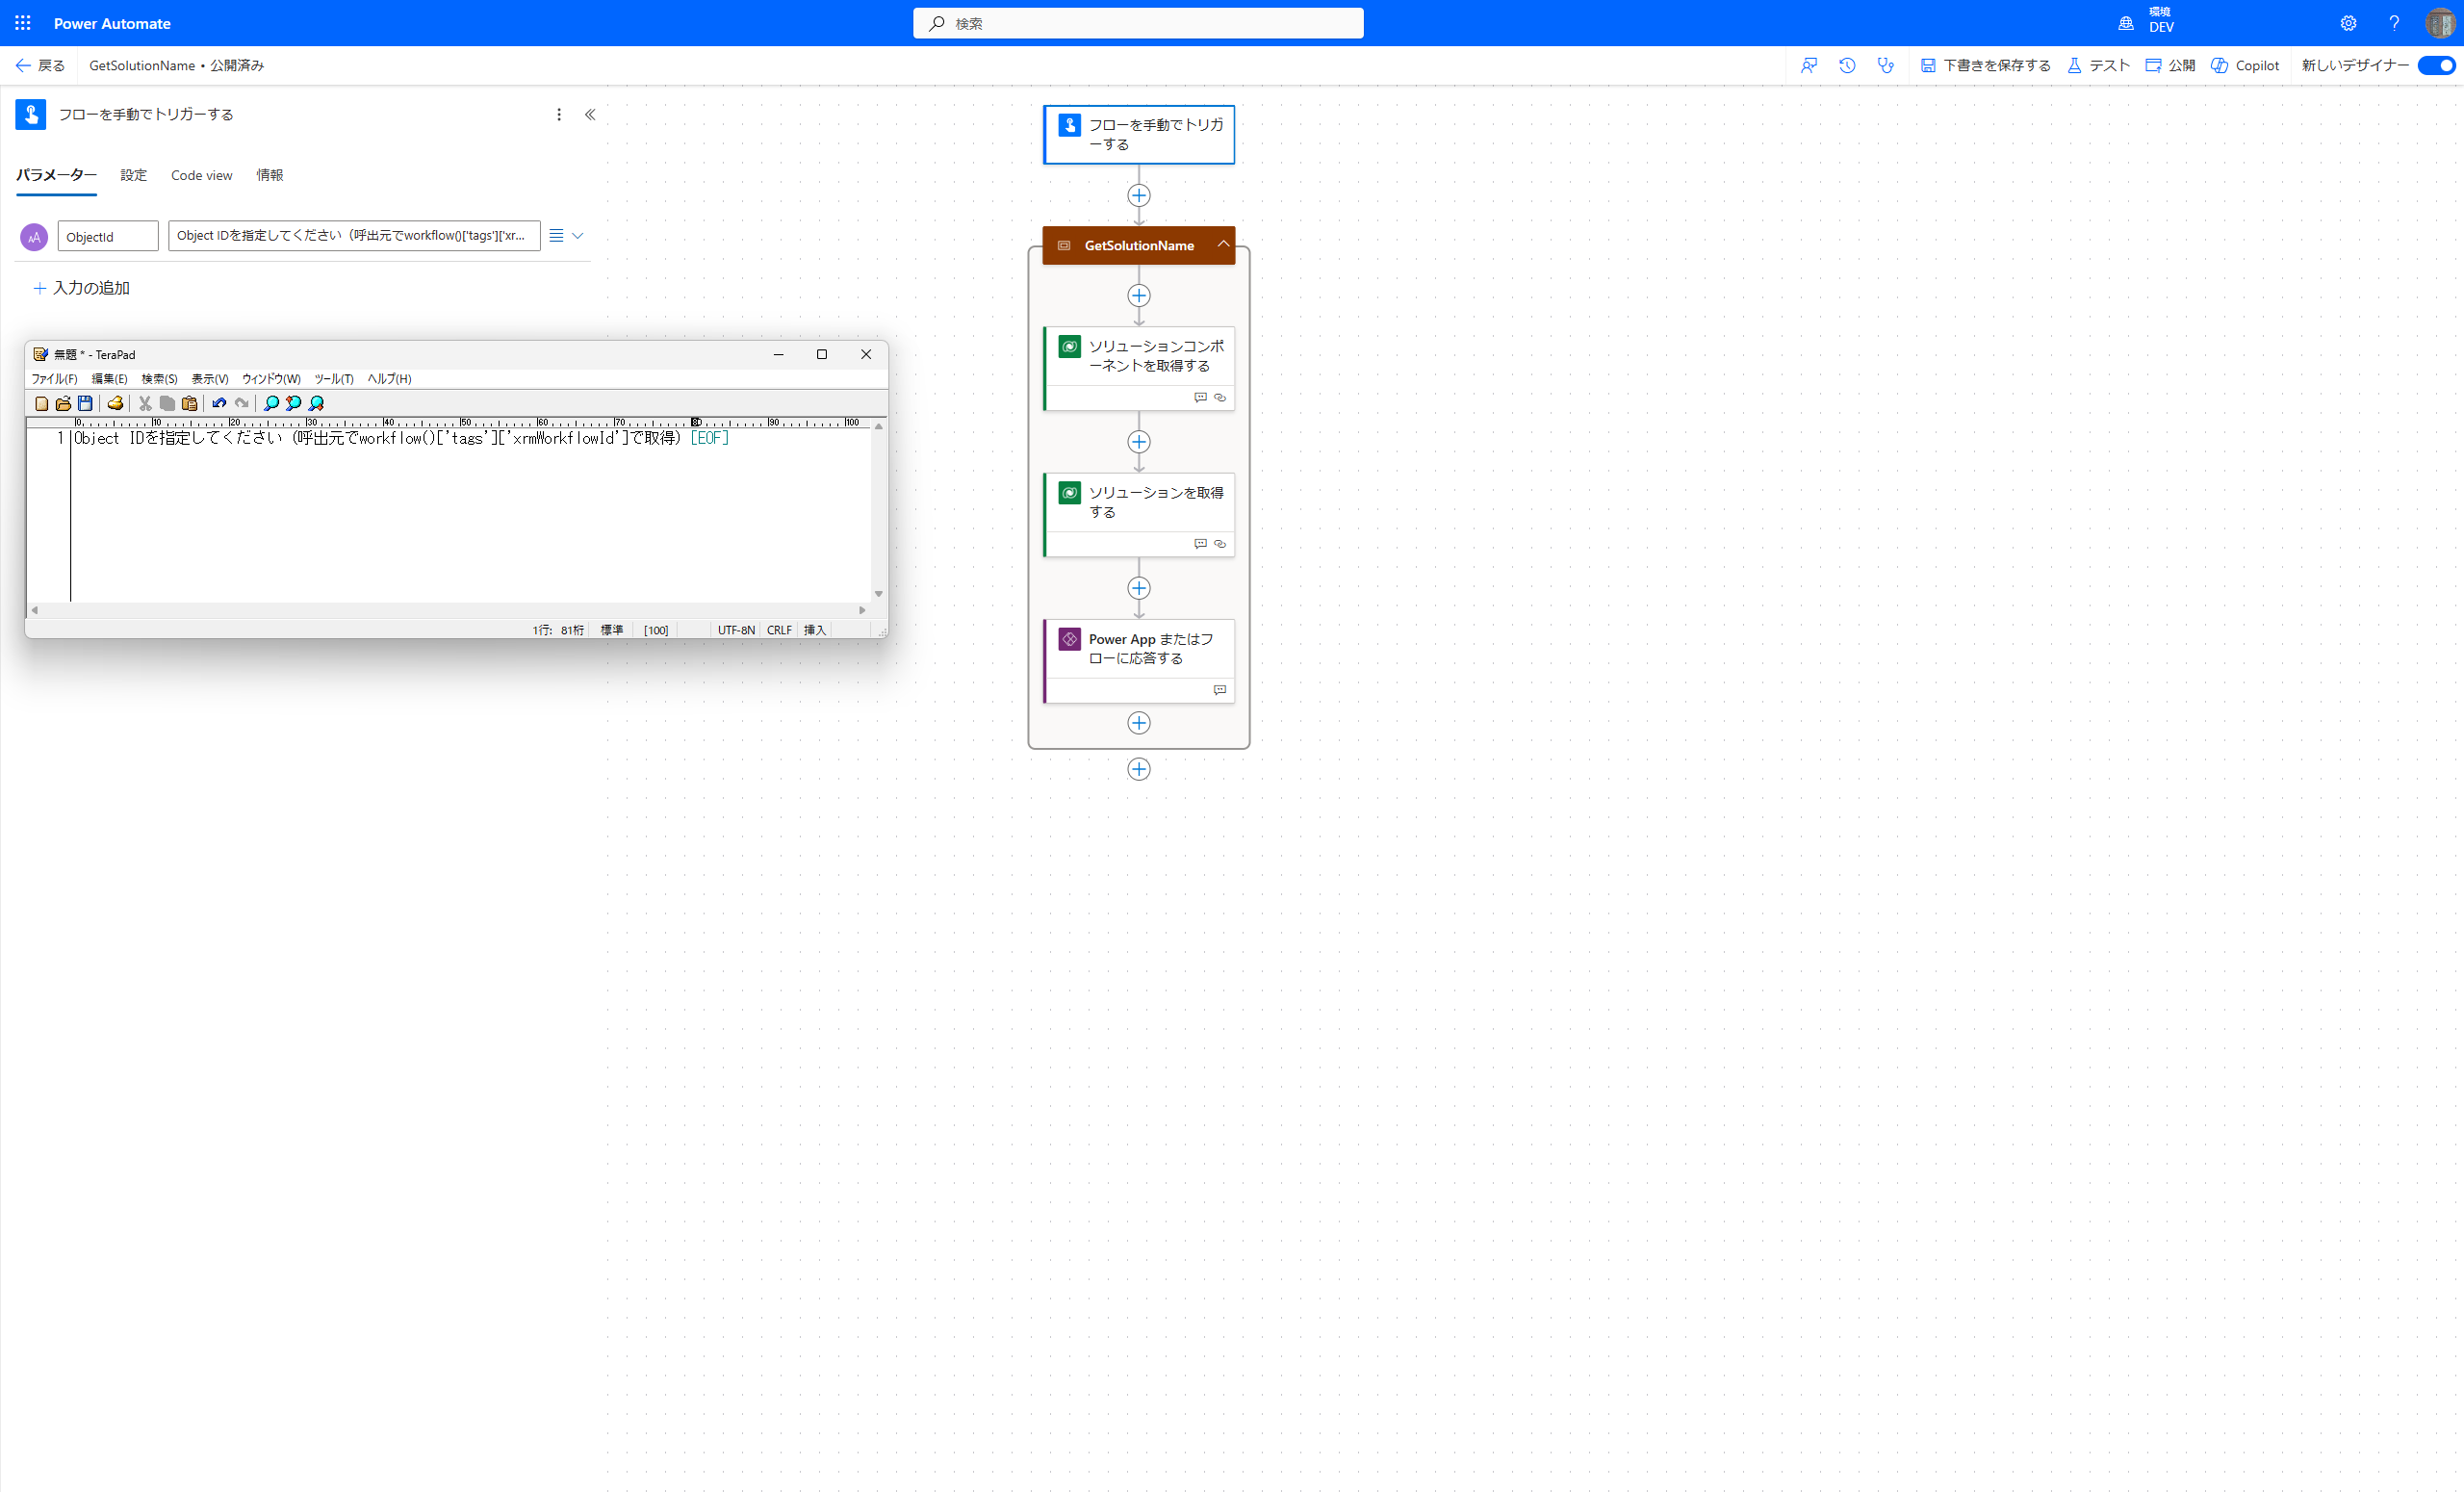 Power Automate
検索
環境
DEV
戻る
GetSolutionName • 公開済み
下書きを保存する
テスト
公開
Copilot
新しいデザイナー
フローを手動でトリガーする
パラメーター
設定
Code view
情報
ObjectId
Object IDを指定してください（呼出元でworkflow()['tags']['xr...
入力の追加
無題 * - TeraPad
ファイル(F) 編集(E) 検索(S) 表示(V) ウィンドウ(W) ツール(T) ヘルプ(H)
0 10 20 30 40 50 60 70 80 90 100
1 Object IDを指定してください（呼出元でworkflow()['tags']['xrmWorkflowId']で取得）[EOF]
1行: 81桁 標準 [100] UTF-8N CRLF 挿入
フローを手動でトリガ
ーする
GetSolutionName
ソリューションコンポ
ーネントを取得する
ソリューションを取得
する
Power App またはフ
ローに応答する